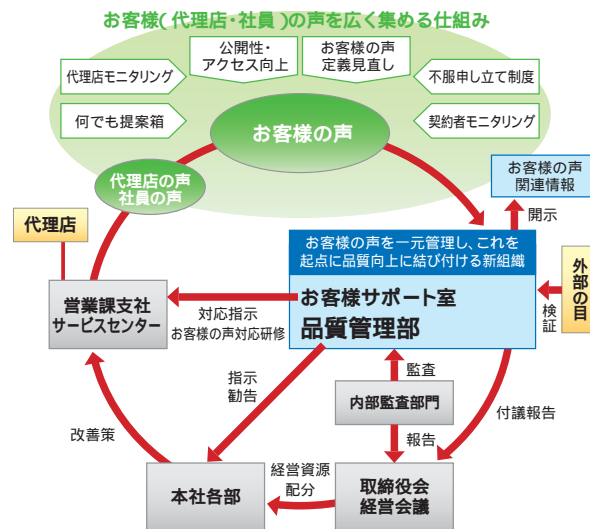 お客様(代理店・社員)の声を広く集める仕組み
公開性・
アクセス向上
お客様の声
定義見直し
代理店モニタリング
不服申し立て制度
何でも提案箱
お客様の声
契約者モニタリング
代理店の声
社員の声
お客様の声
関連情報
開示
代理店
お客様の声を一元管理し、これを
起点に品質向上に結び付ける新組織
お客様サポート室
品質管理部
外部の目
検証
営業課支社
サービスセンター
対応指示
お客様の声対応研修
指示
勧告
監査
内部監査部門
報告
付議報告
改善策
本社各部
経営資源
配分
取締役会
経営会議